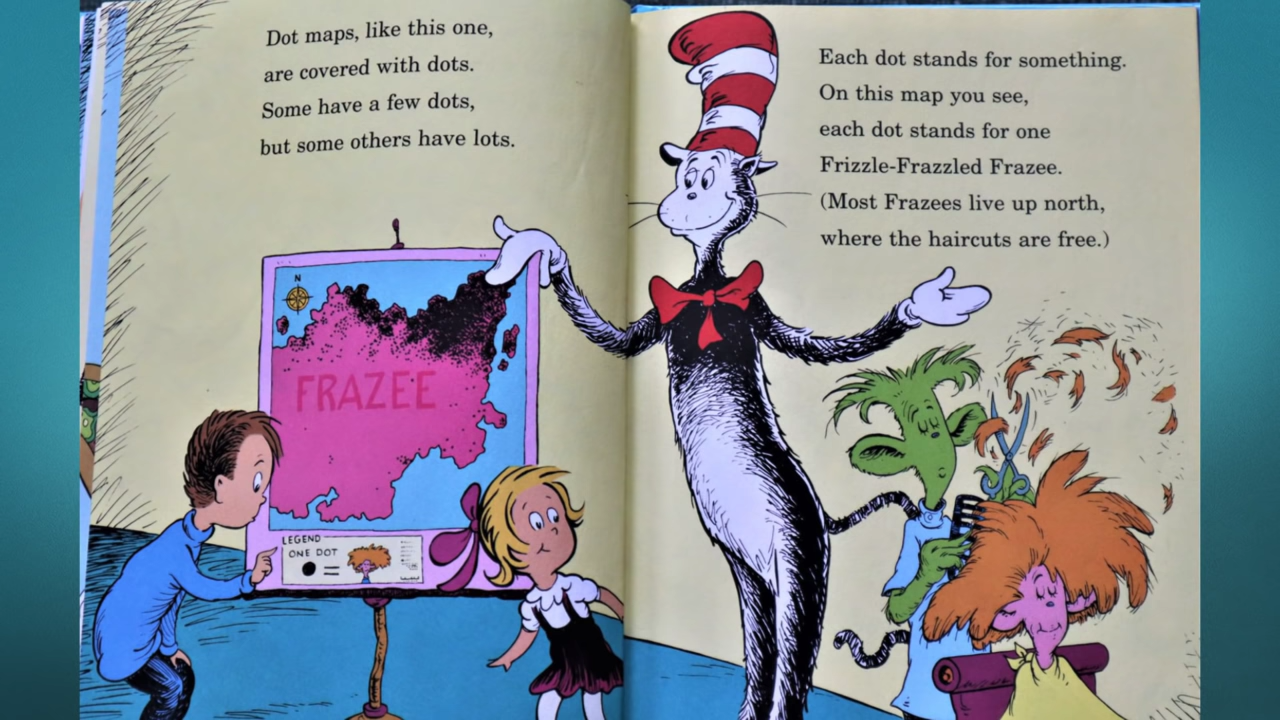 Dot maps, like this one,
are covered with dots.
Some have a few dots,
but some others have lots.
N
FRAZEE
LEGEND
ONE DOT
=
Each dot stands for something.
On this map you see,
each dot stands for one
Frizzle-Frazzled Frazee.
(Most Frazees live up north,
where the haircuts are free.)